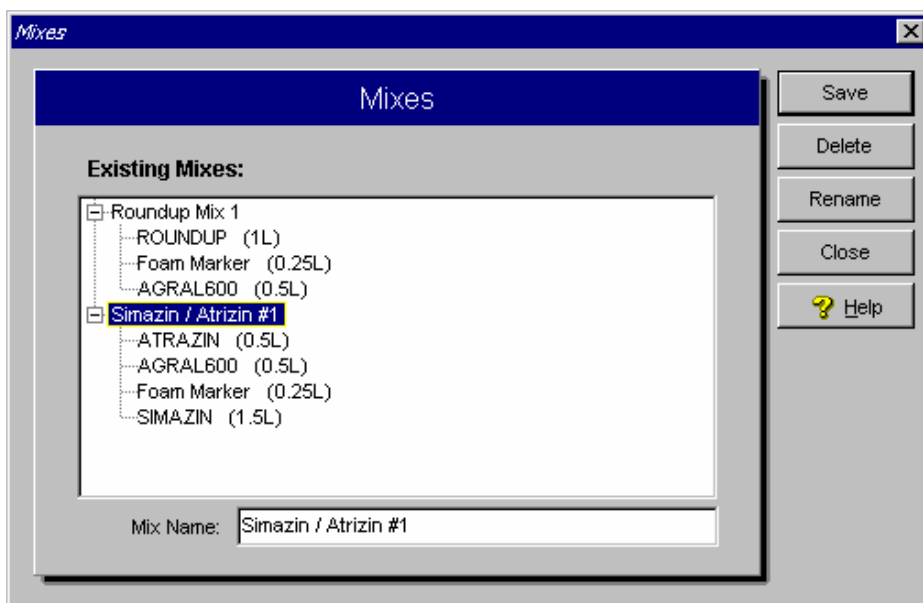 Mixes
Mixes
Existing Mixes:
Roundup Mix 1
ROUNDUP (1L)
Foam Marker (0.25L)
AGRAL600 (0.5L)
Simazin / Atrizin #1
ATRAZIN (0.5L)
AGRAL600 (0.5L)
Foam Marker (0.25L)
SIMAZIN (1.5L)
Mix Name: Simazin / Atrizin #1
Save
Delete
Rename
Close
? Help